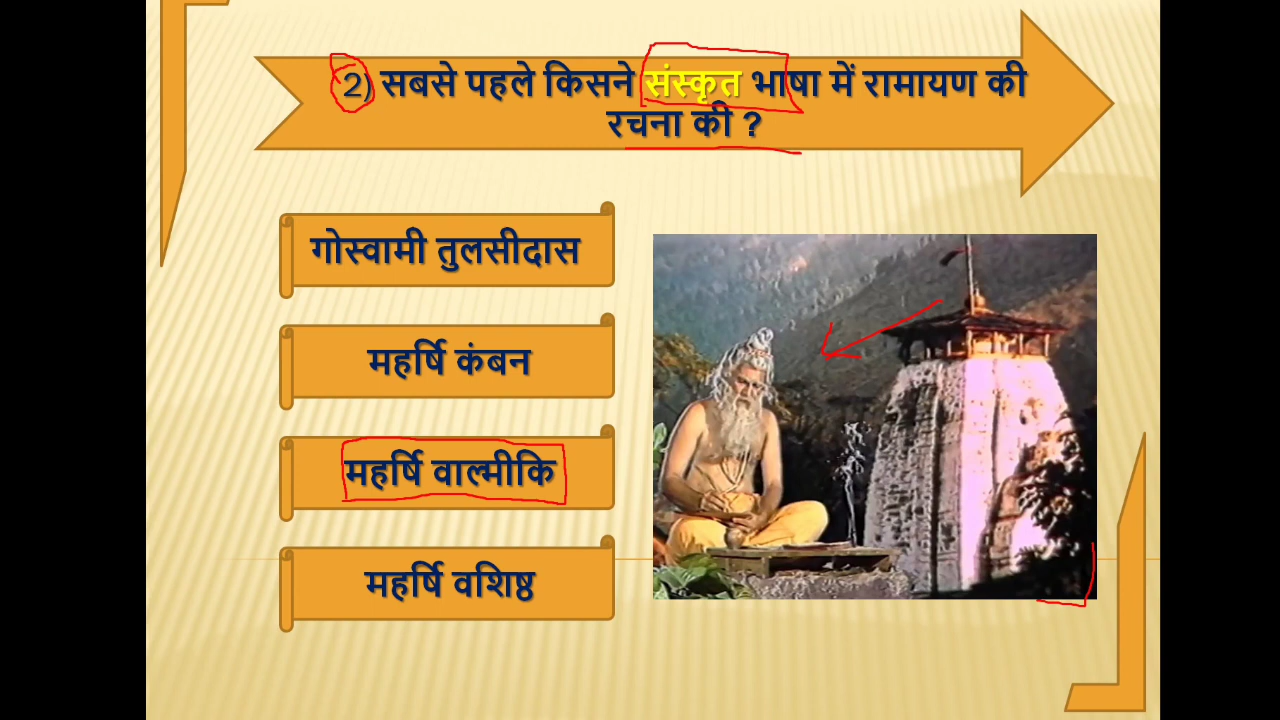 2) सबसे पहले किसने संस्कृत भाषा में रामायण की
रचना की ?
गोस्वामी तुलसीदास
महर्षि कंबन
महर्षि वाल्मीकि
महर्षि वशिष्ठ